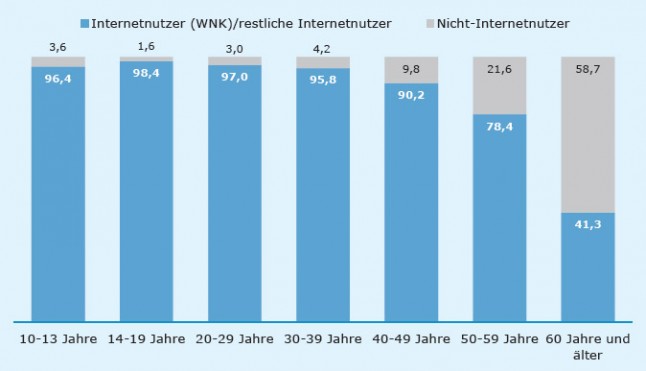 Internetnutzer (WNK)/restliche Internetnutzer Nicht-Internetnutzer
3,6 1,6 3,0 4,2 9,8 21,6 58,7
96,4 98,4 97,0 95,8 90,2 78,4 41,3
10-13 Jahre 14-19 Jahre 20-29 Jahre 30-39 Jahre 40-49 Jahre 50-59 Jahre 60 Jahre und
älter